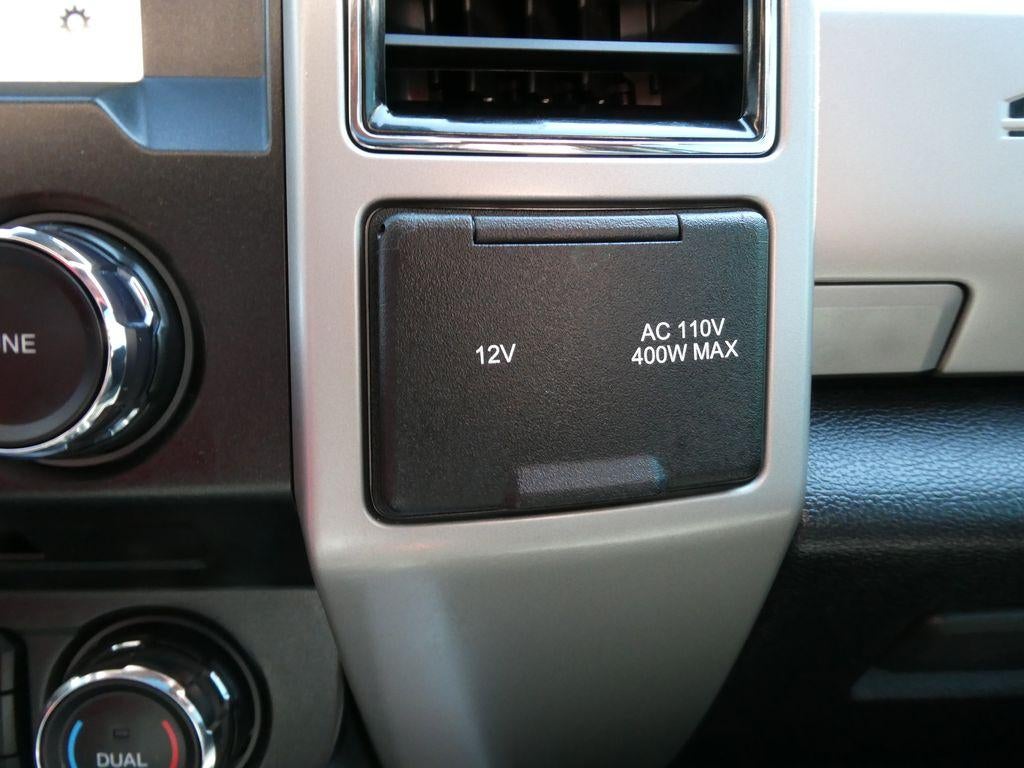 NE
12V
AC 110V
400W MAX
DUAL